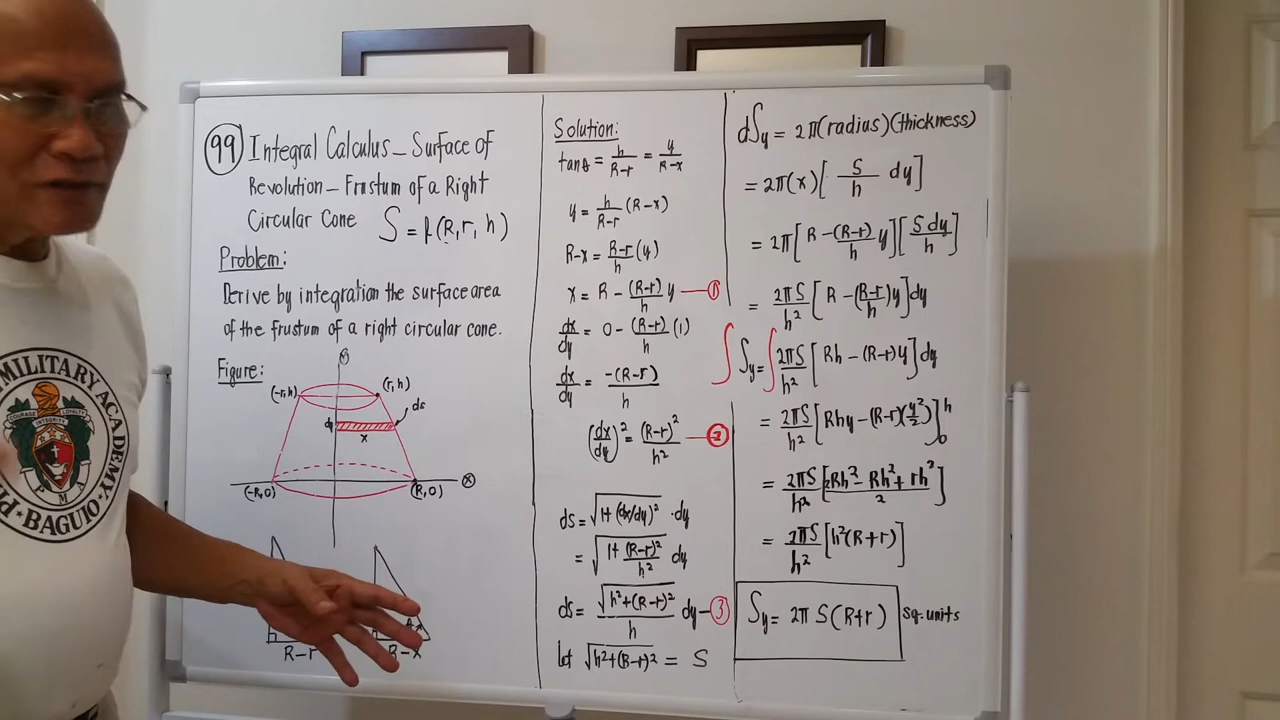 99 Integral Calculus – Surface of
Revolution – Frustum of a Right
Circular Cone S = f(R, r, h)
Problem:
Derive by integration the surface area
of the frustum of a right circular cone.
Figure:
Y
(-r, h)
(r, h)
ds
dy
x
(-R, 0)
(R, 0)
X
h
R-r
h
A
R-x
Solution:
tan A = h/(R-r) = y/(R-x)
y = h/(R-r) (R-x)
R-x = (R-r)/h (y)
x = R - (R-r)/h y — 1
dx/dy = 0 - (R-r)/h (1)
dx/dy = -(R-r)/h
(dx/dy)² = (R-r)²/h² — 2
ds = √(1+(dx/dy)²) · dy
= √(1+(R-r)²/h²) dy
ds = √(h²+(R-r)²)/h dy — 3
let √(h²+(R-r)²) = S
dSy = 2π(radius)(thickness)
= 2π(x)[S/h dy]
= 2π[R - (R-r)/h y][S dy/h]
= 2πS/h² [R - (R-r)/h y]dy
∫Sy = ∫2πS/h² [Rh - (R-r)y]dy
= 2πS/h² [Rhy - (R-r)(y²/2)]₀ʰ
= 2πS/h² [(2Rh² - Rh² + rh²)/2]
= 2πS/h² [h²(R+r)]
Sy = 2π S(R+r) sq. units
MILITARY ACADEMY
COURAGE INTEGRITY LOYALTY
BAGUIO